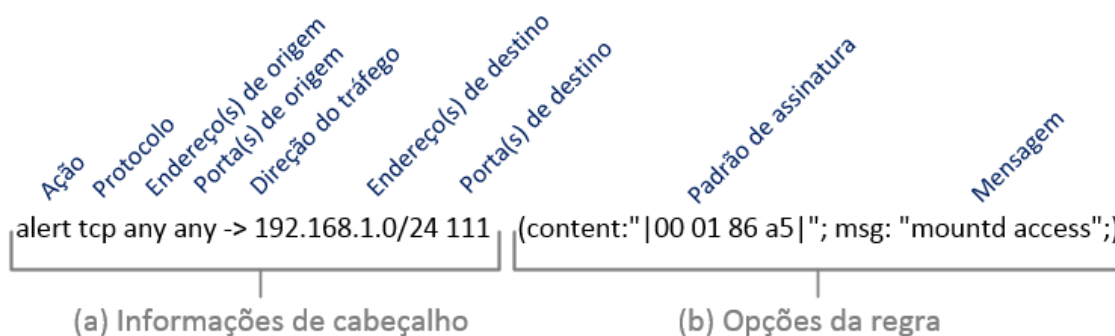 Ação
Protocolo
Endereço(s) de origem
Porta(s) de origem
Direção do tráfego
Endereço(s) de destino
Porta(s) de destino
Padrão de assinatura
Mensagem
alert tcp any any -> 192.168.1.0/24 111 (content:"|00 01 86 a5|"; msg: "mountd access";)
(a) Informações de cabeçalho
(b) Opções da regra